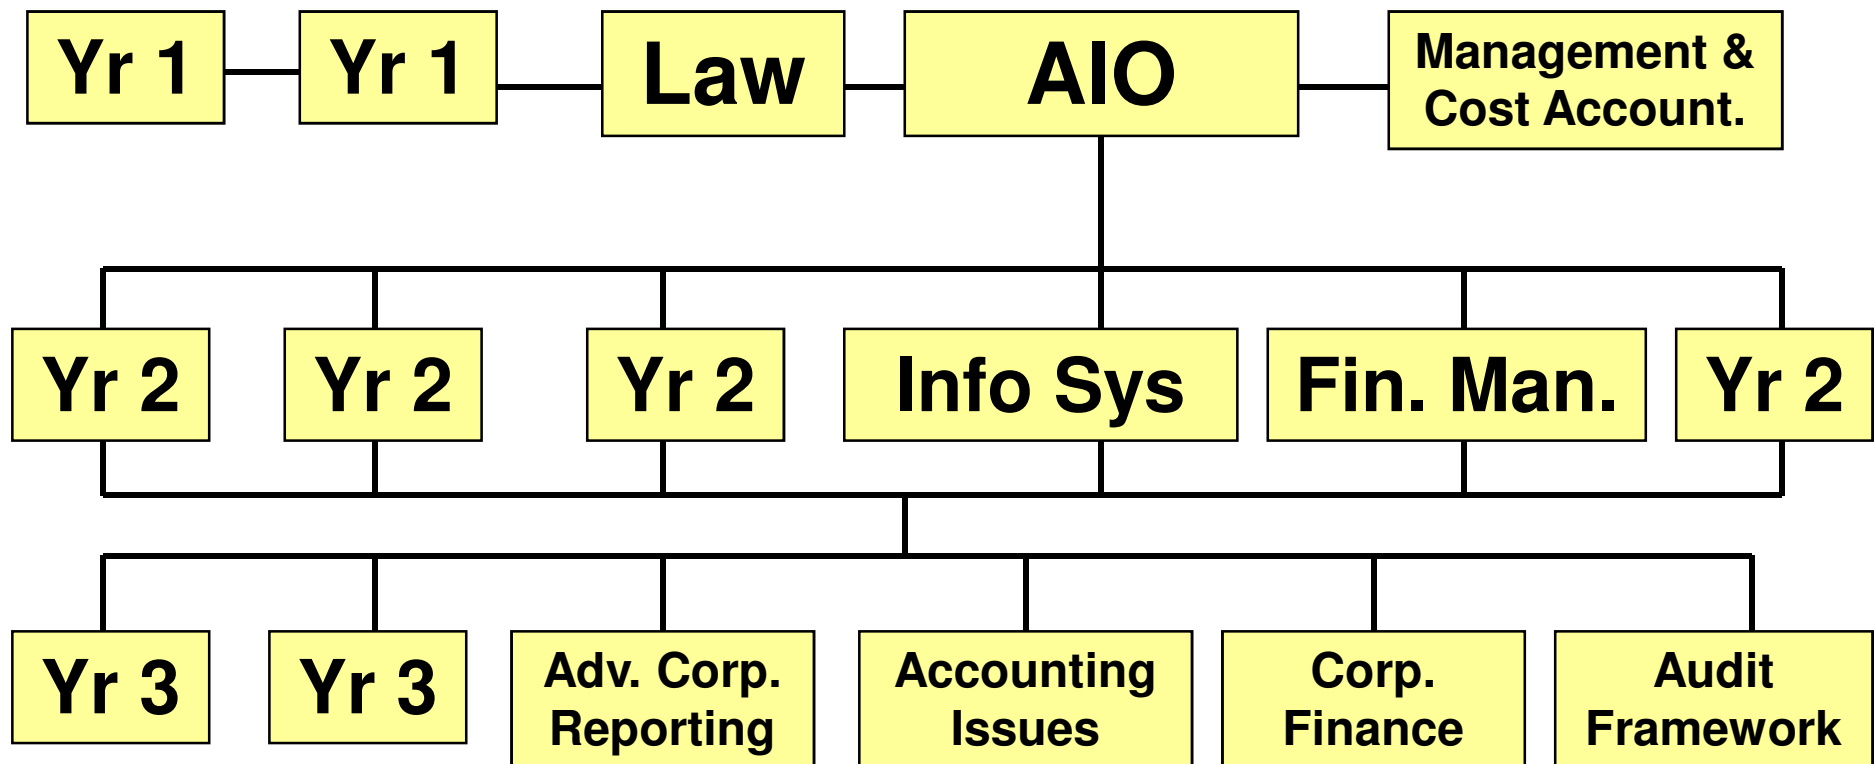 Yr 1
Yr 1
Law
AIO
Management &
Cost Account.
Yr 2
Yr 2
Yr 2
Info Sys
Fin. Man.
Yr 2
Yr 3
Yr 3
Adv. Corp.
Reporting
Accounting
Issues
Corp.
Finance
Audit
Framework